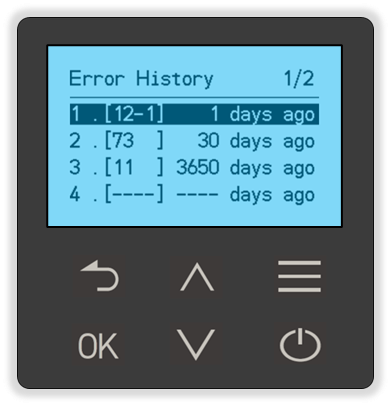 Error History 1/2
1 .[12-1] 1 days ago
2 .[73 ] 30 days ago
3 .[11 ] 3650 days ago
4 .[----] ---- days ago
OK